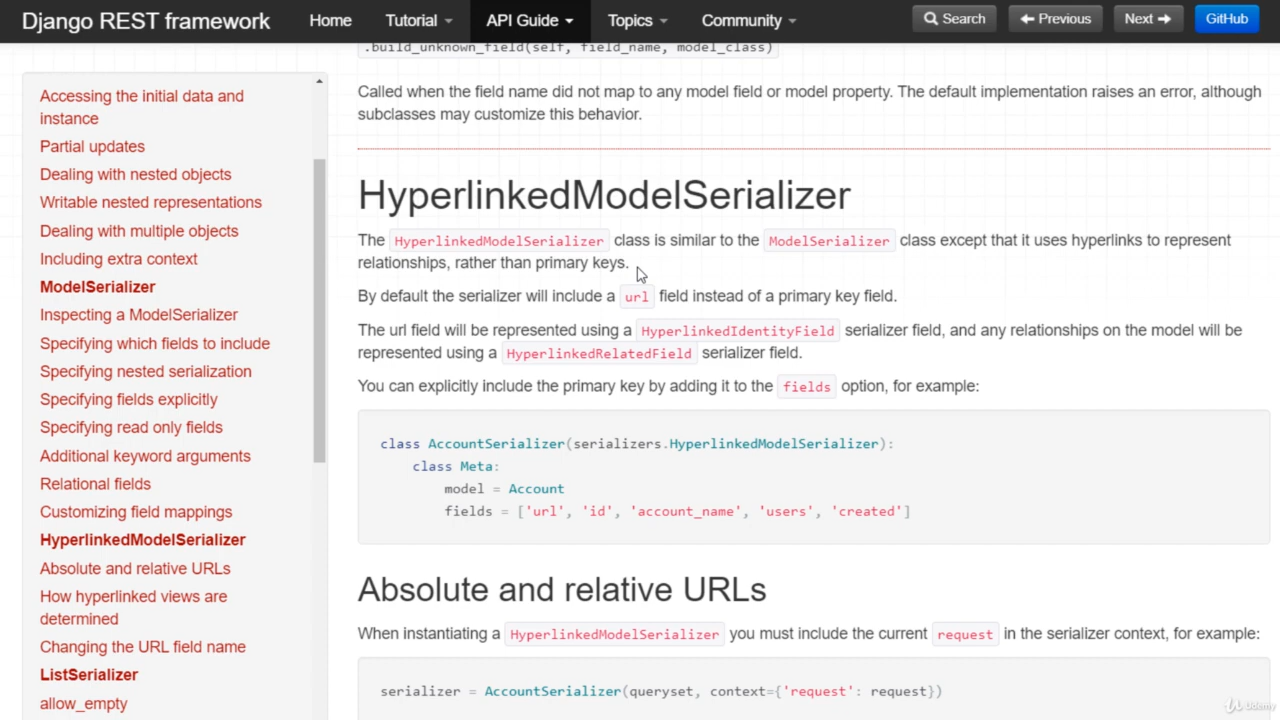 Django REST framework
Home
Tutorial
API Guide
Topics
Community
Search
Previous
Next
GitHub
Accessing the initial data and
instance
Partial updates
Dealing with nested objects
Writable nested representations
Dealing with multiple objects
Including extra context
ModelSerializer
Inspecting a ModelSerializer
Specifying which fields to include
Specifying nested serialization
Specifying fields explicitly
Specifying read only fields
Additional keyword arguments
Relational fields
Customizing field mappings
HyperlinkedModelSerializer
Absolute and relative URLs
How hyperlinked views are
determined
Changing the URL field name
ListSerializer
allow_empty
.build_unknown_field(self, field_name, model_class)
Called when the field name did not map to any model field or model property. The default implementation raises an error, although
subclasses may customize this behavior.
HyperlinkedModelSerializer
The HyperlinkedModelSerializer class is similar to the ModelSerializer class except that it uses hyperlinks to represent
relationships, rather than primary keys.
By default the serializer will include a url field instead of a primary key field.
The url field will be represented using a HyperlinkedIdentityField serializer field, and any relationships on the model will be
represented using a HyperlinkedRelatedField serializer field.
You can explicitly include the primary key by adding it to the fields option, for example:
class AccountSerializer(serializers.HyperlinkedModelSerializer):
class Meta:
model = Account
fields = ['url', 'id', 'account_name', 'users', 'created']
Absolute and relative URLs
When instantiating a HyperlinkedModelSerializer you must include the current request in the serializer context, for example:
serializer = AccountSerializer(queryset, context={'request': request})
Udemy